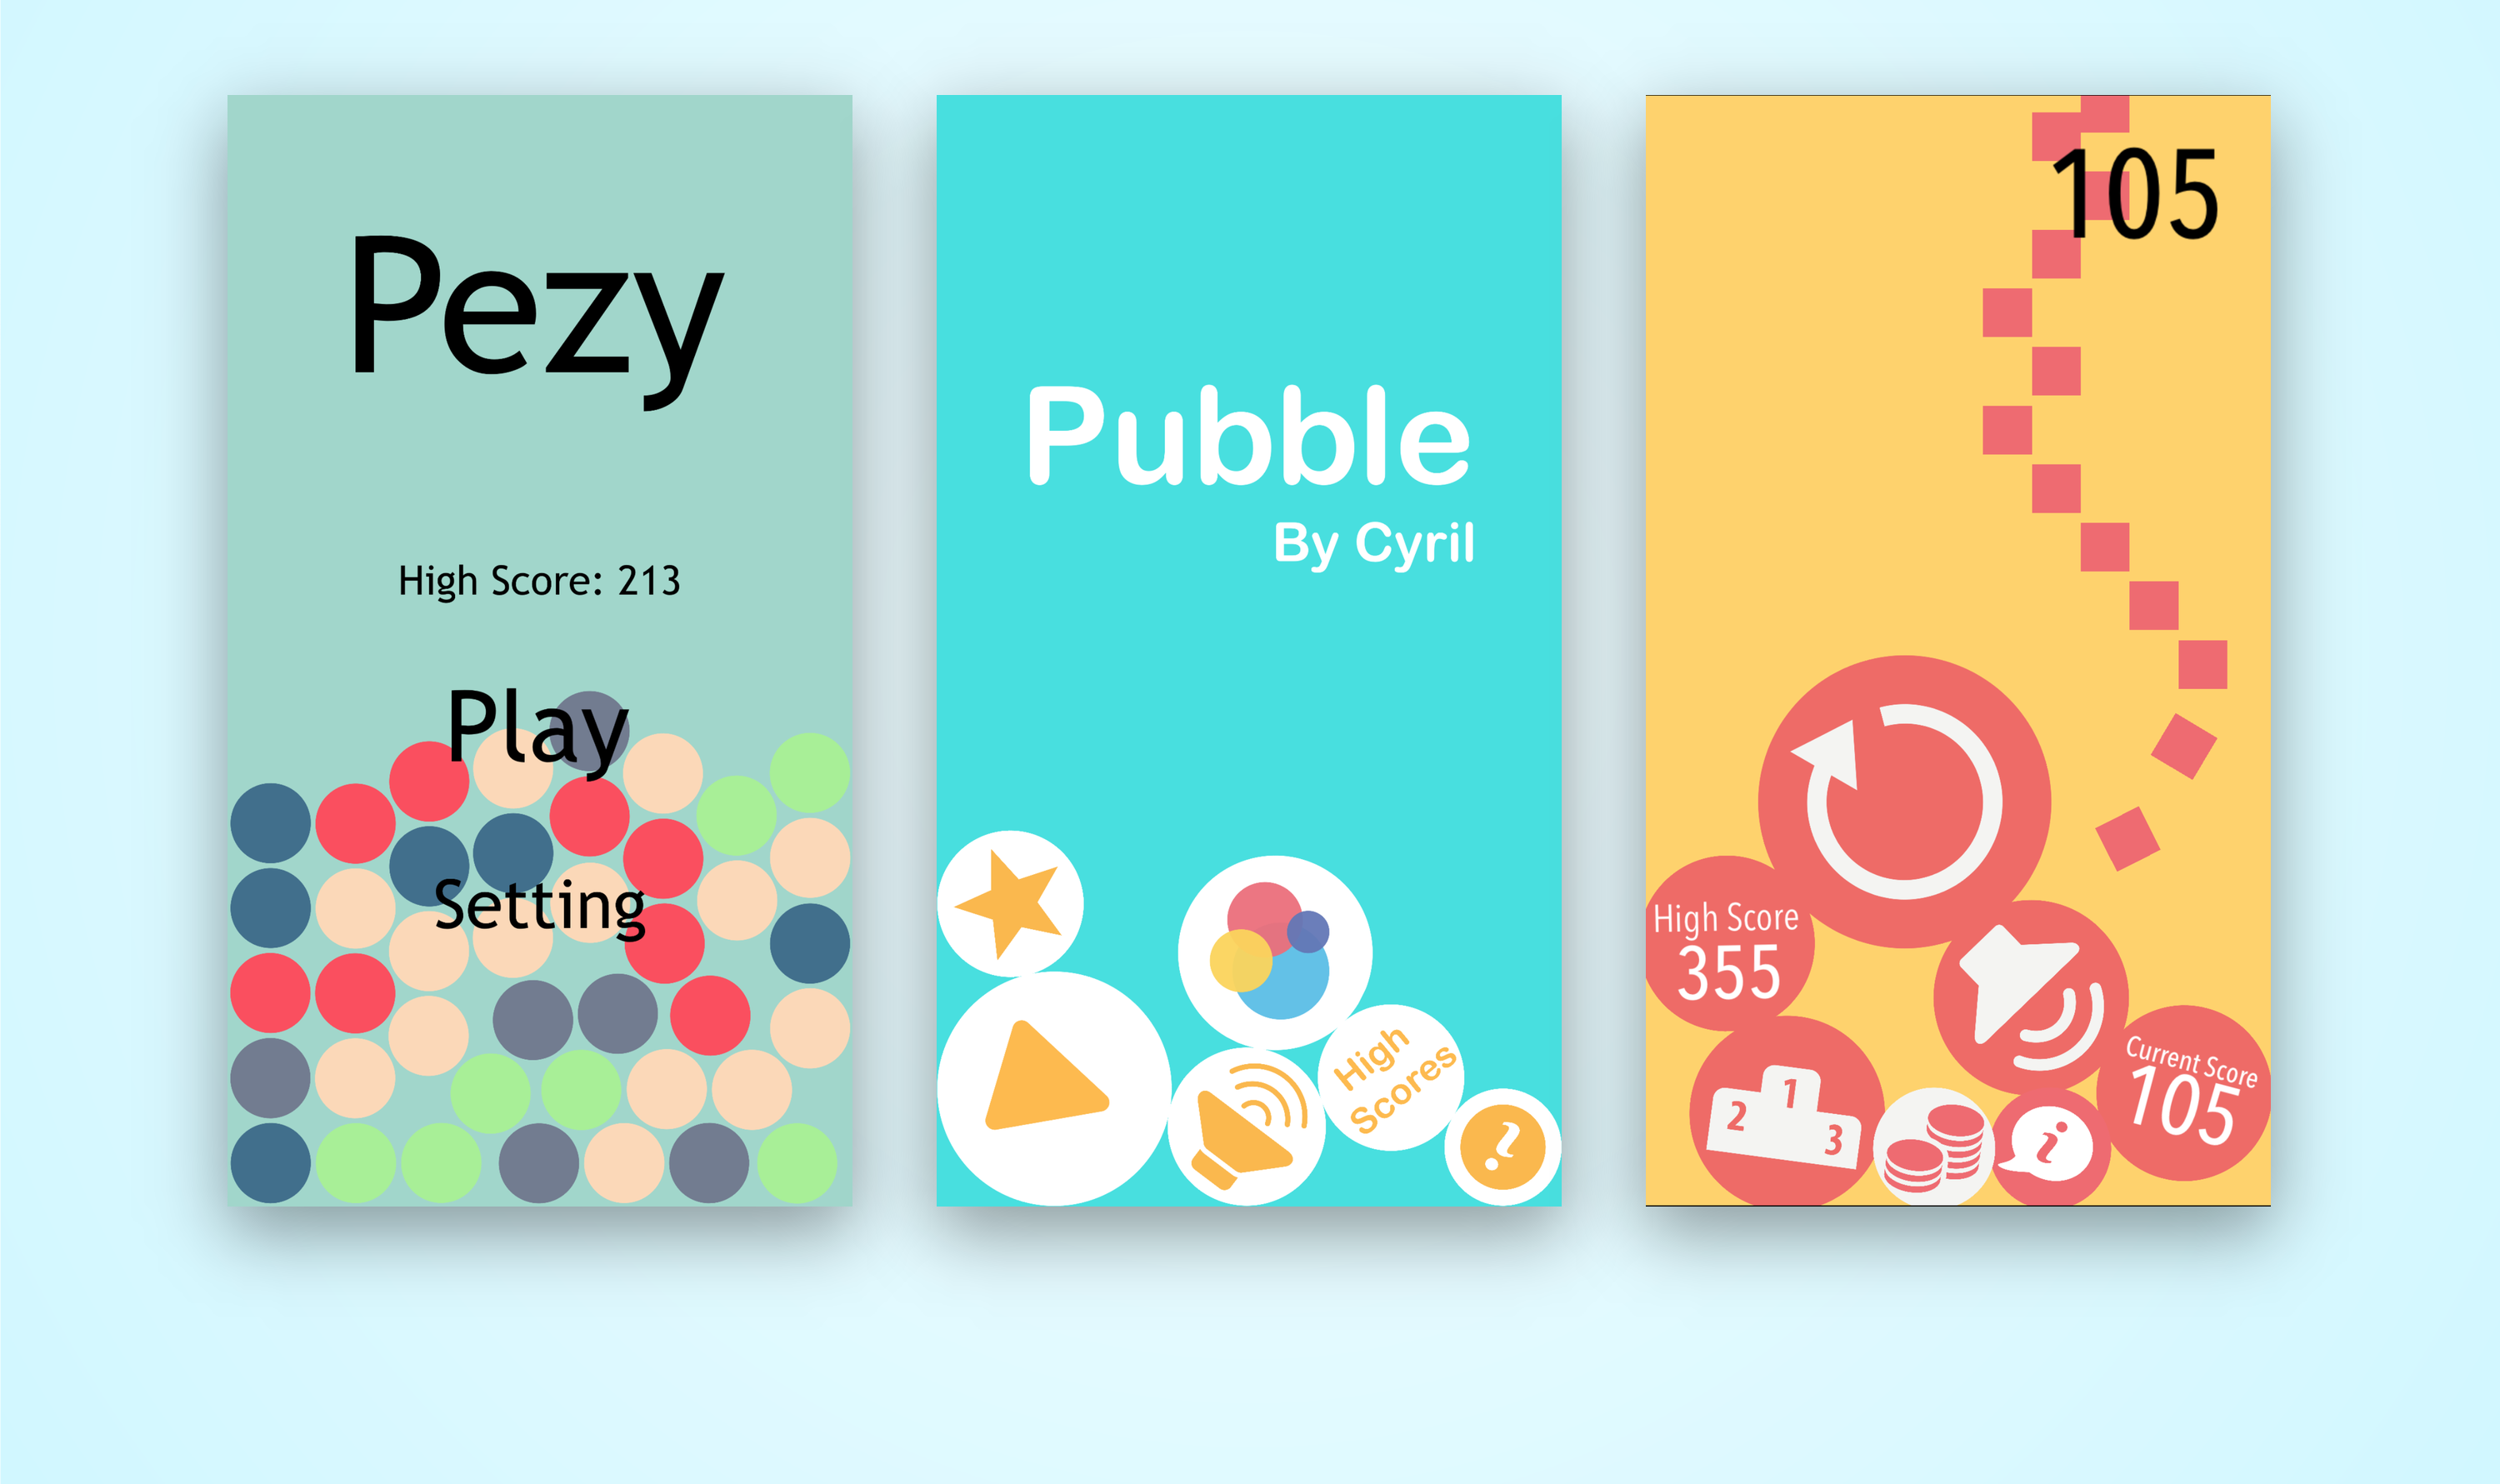 Pezy
High Score: 213
Play
Setting
Pubble
By Cyril
High
Scores
i
105
High Score
355
1
2
3
i
Current Score
105